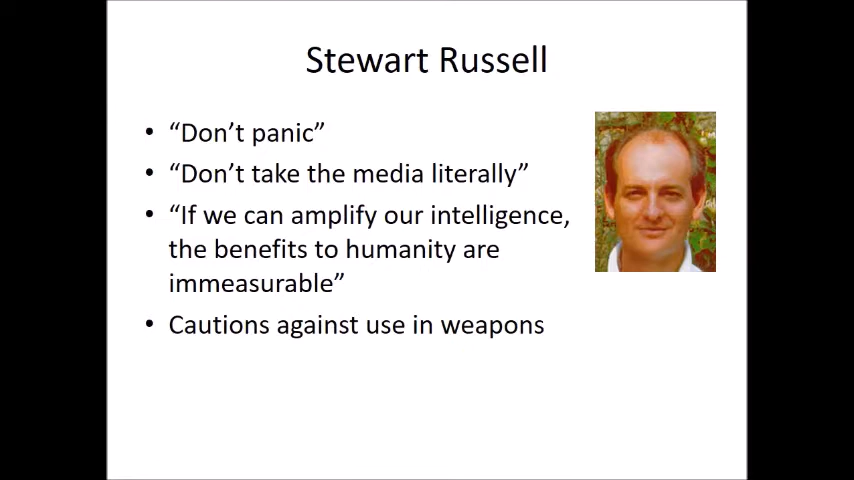 Stewart Russell
• “Don’t panic”
• “Don’t take the media literally”
• “If we can amplify our intelligence,
the benefits to humanity are
immeasurable”
• Cautions against use in weapons